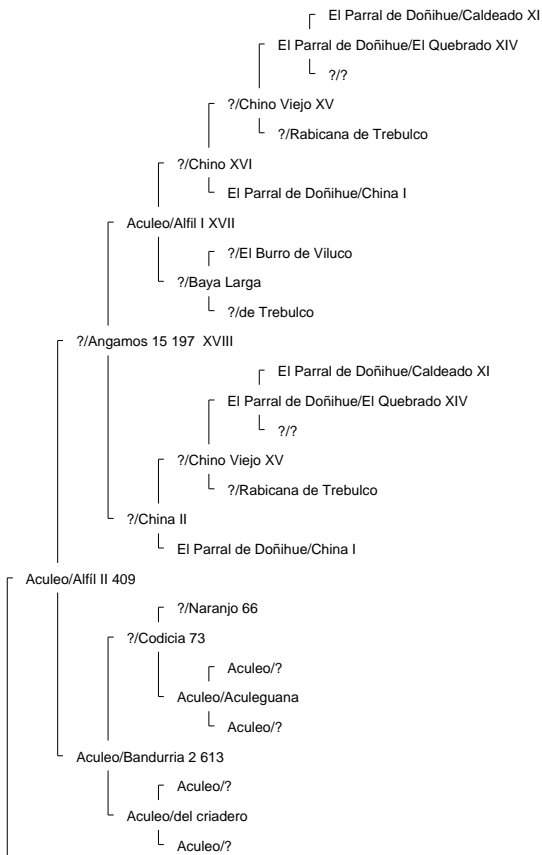 El Parral de Doñihue/Caldeado XI
El Parral de Doñihue/El Quebrado XIV
?/?
?/Chino Viejo XV
?/Rabicana de Trebulco
?/Chino XVI
El Parral de Doñihue/China I
Aculeo/Alfil I XVII
?/El Burro de Viluco
?/Baya Larga
?/de Trebulco
?/Angamos 15 197 XVIII
El Parral de Doñihue/Caldeado XI
El Parral de Doñihue/El Quebrado XIV
?/?
?/Chino Viejo XV
?/Rabicana de Trebulco
?/China II
El Parral de Doñihue/China I
Aculeo/Alfíl II 409
?/Naranjo 66
?/Codicia 73
Aculeo/?
Aculeo/Aculeguana
Aculeo/?
Aculeo/Bandurria 2 613
Aculeo/?
Aculeo/del criadero
Aculeo/?